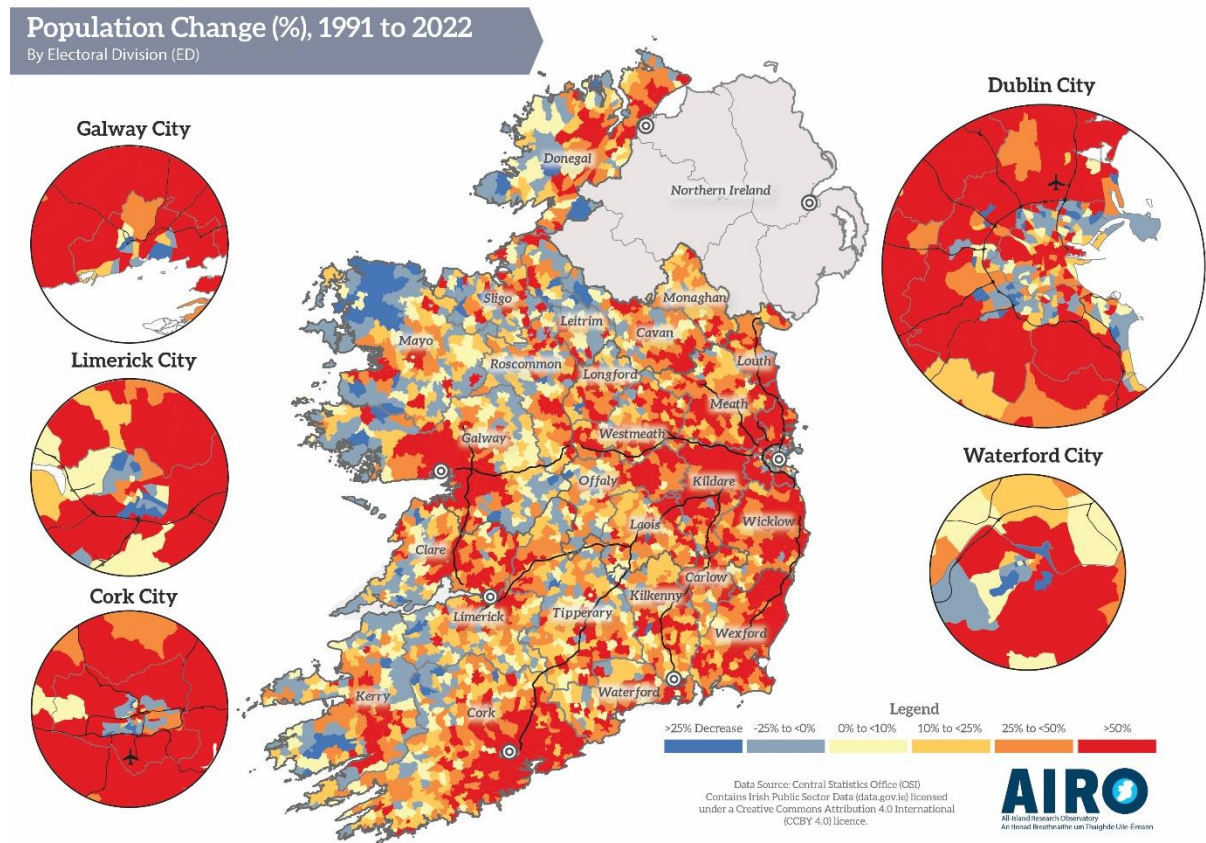 Population Change (%), 1991 to 2022
By Electoral Division (ED)
Galway City
Limerick City
Cork City
Dublin City
Waterford City
Donegal
Northern Ireland
Sligo
Leitrim
Monaghan
Cavan
Mayo
Roscommon
Longford
Louth
Meath
Galway
Westmeath
Offaly
Kildare
Laois
Wicklow
Clare
Carlow
Limerick
Tipperary
Kilkenny
Wexford
Kerry
Cork
Waterford
Legend
>25% Decrease
-25% to <0%
0% to <10%
10% to <25%
25% to <50%
>50%
Data Source: Central Statistics Office (OSI)
Contains Irish Public Sector Data (data.gov.ie) licensed
under a Creative Commons Attribution 4.0 International
(CCBY 4.0) licence.
AIRO
All-Island Research Observatory
An tIonad Breathnaithe um Thaighde Uile-Éireann